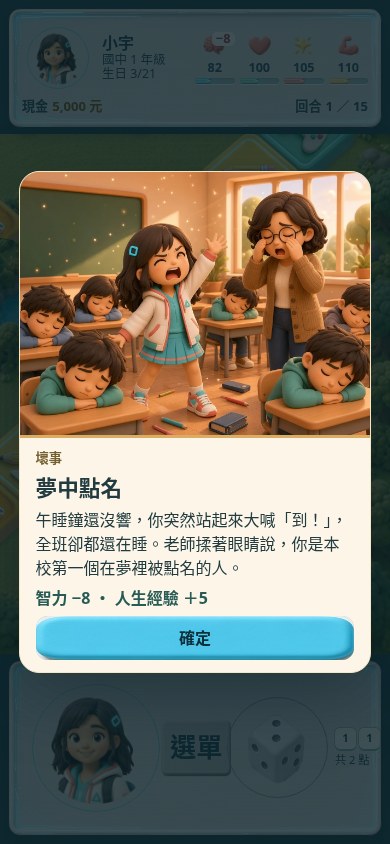 小宇
國中 1 年級
生日 3/21
−8
82
100
105
110
現金 5,000 元
回合 1 ／ 15
壞事
夢中點名
午睡鐘還沒響，你突然站起來大喊「到！」，
全班卻都還在睡。老師揉著眼睛說，你是本
校第一個在夢裡被點名的人。
智力 −8 · 人生經驗 ＋5
確定
選單
1
1
共 2 點